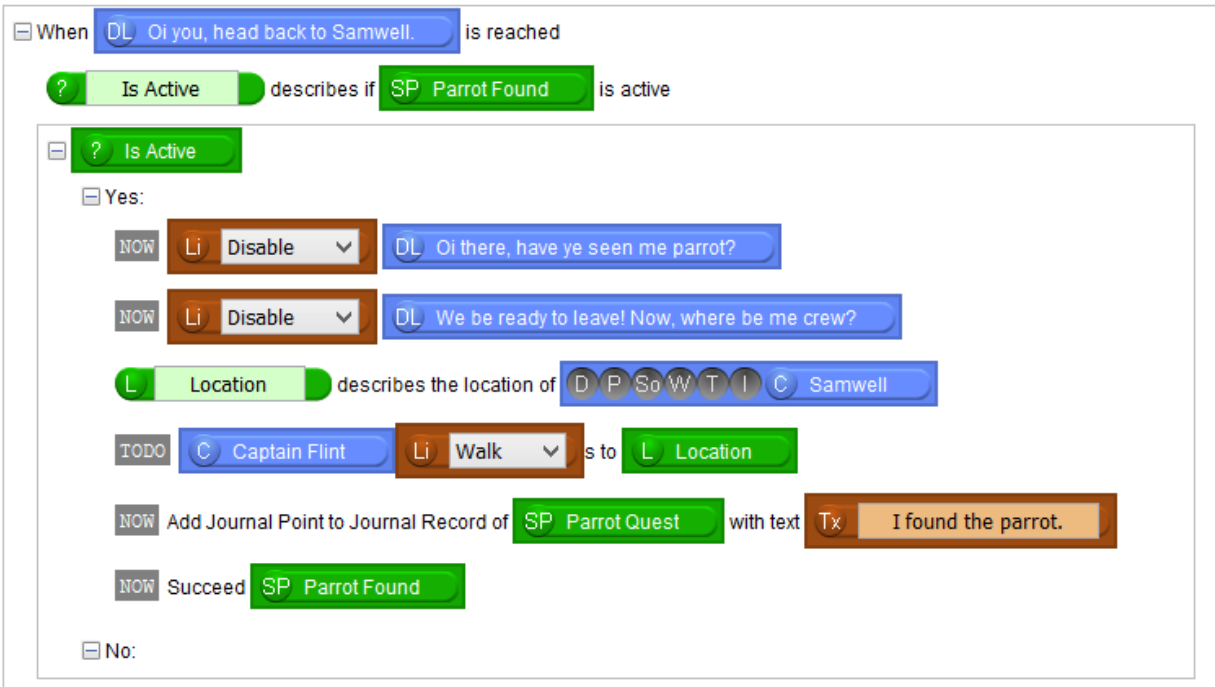 When DL Oi you, head back to Samwell. is reached
? Is Active describes if SP Parrot Found is active
? Is Active
Yes:
NOW Li Disable DL Oi there, have ye seen me parrot?
NOW Li Disable DL We be ready to leave! Now, where be me crew?
L Location describes the location of D P So W T I C Samwell
TODO C Captain Flint Li Walk s to L Location
NOW Add Journal Point to Journal Record of SP Parrot Quest with text Tx I found the parrot.
NOW Succeed SP Parrot Found
No: